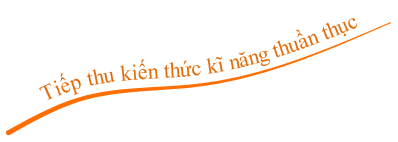 Tiếp thu kiến thức kĩ năng thuần thục